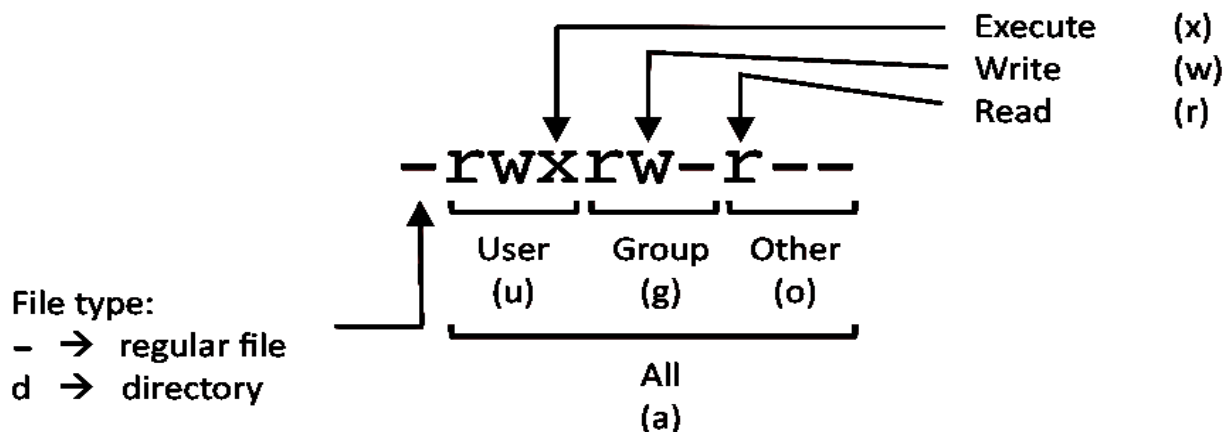 Execute (x)
Write (w)
Read (r)
-rwxrw-r--
User Group Other
(u) (g) (o)
File type:
- → regular file
d → directory
All
(a)